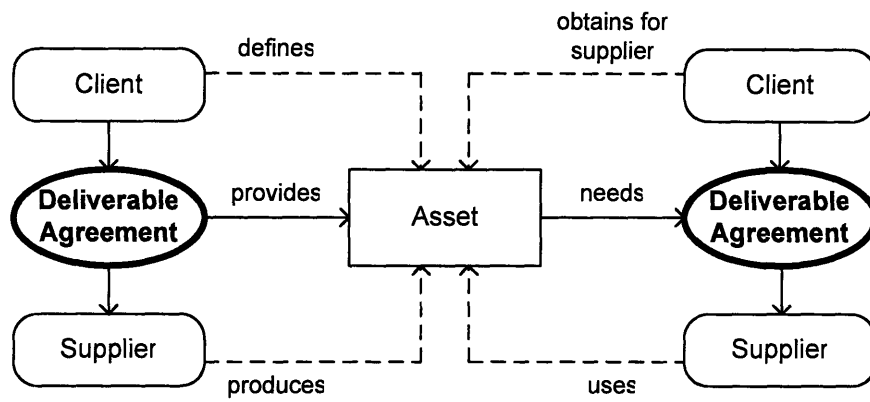 defines
obtains for
supplier
Client
Client
Deliverable
Agreement
provides
Asset
needs
Deliverable
Agreement
Supplier
Supplier
produces
uses